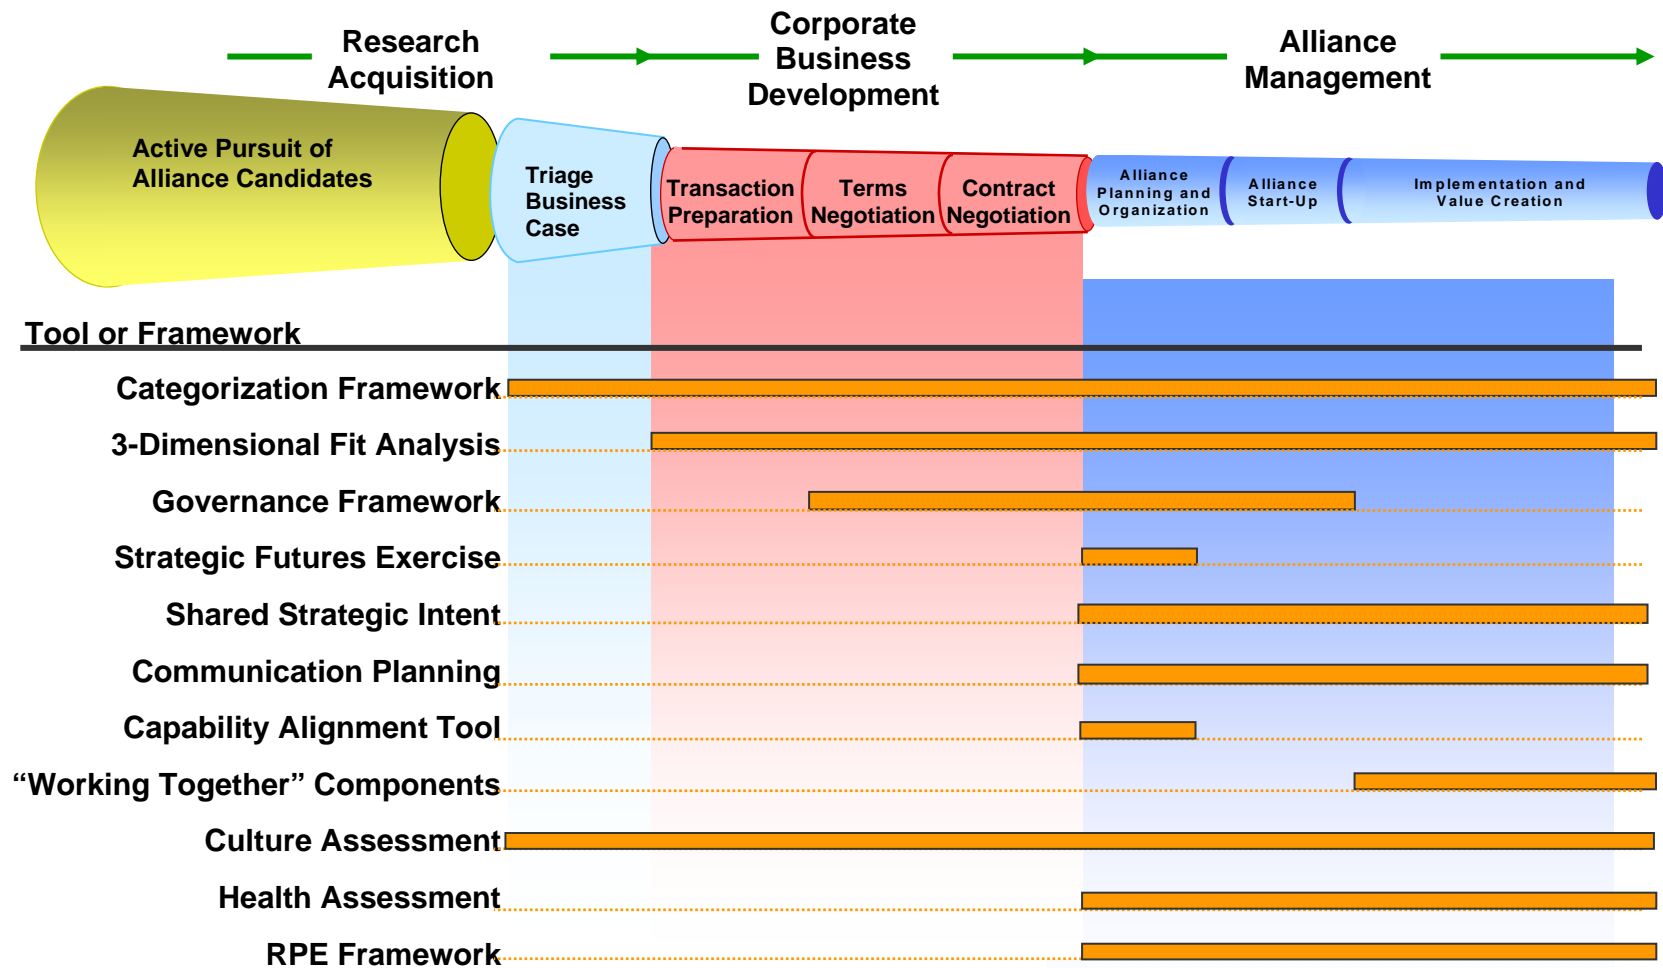 Research
Acquisition
Corporate
Business
Development
Alliance
Management
Active Pursuit of
Alliance Candidates
Triage
Business
Case
Transaction
Preparation
Terms
Negotiation
Contract
Negotiation
Alliance
Planning and
Organization
Alliance
Start-Up
Implementation and
Value Creation
Tool or Framework
Categorization Framework
3-Dimensional Fit Analysis
Governance Framework
Strategic Futures Exercise
Shared Strategic Intent
Communication Planning
Capability Alignment Tool
“Working Together” Components
Culture Assessment
Health Assessment
RPE Framework